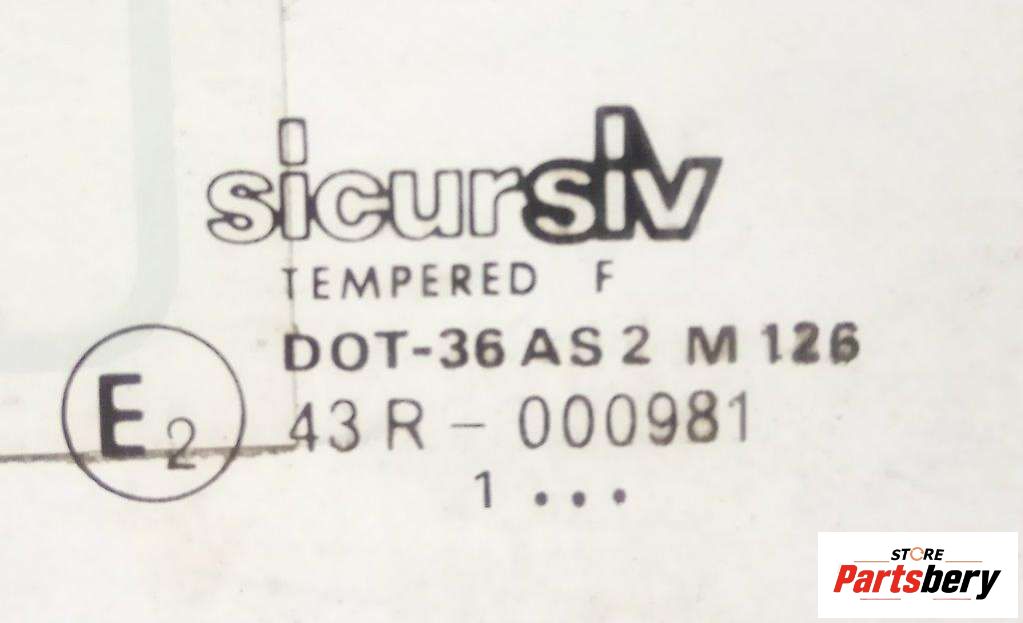 sicursiv
TEMPERED F
DOT-36 AS 2 M 126
E2
43 R - 000981
1 . . .
STORE
Partsbery